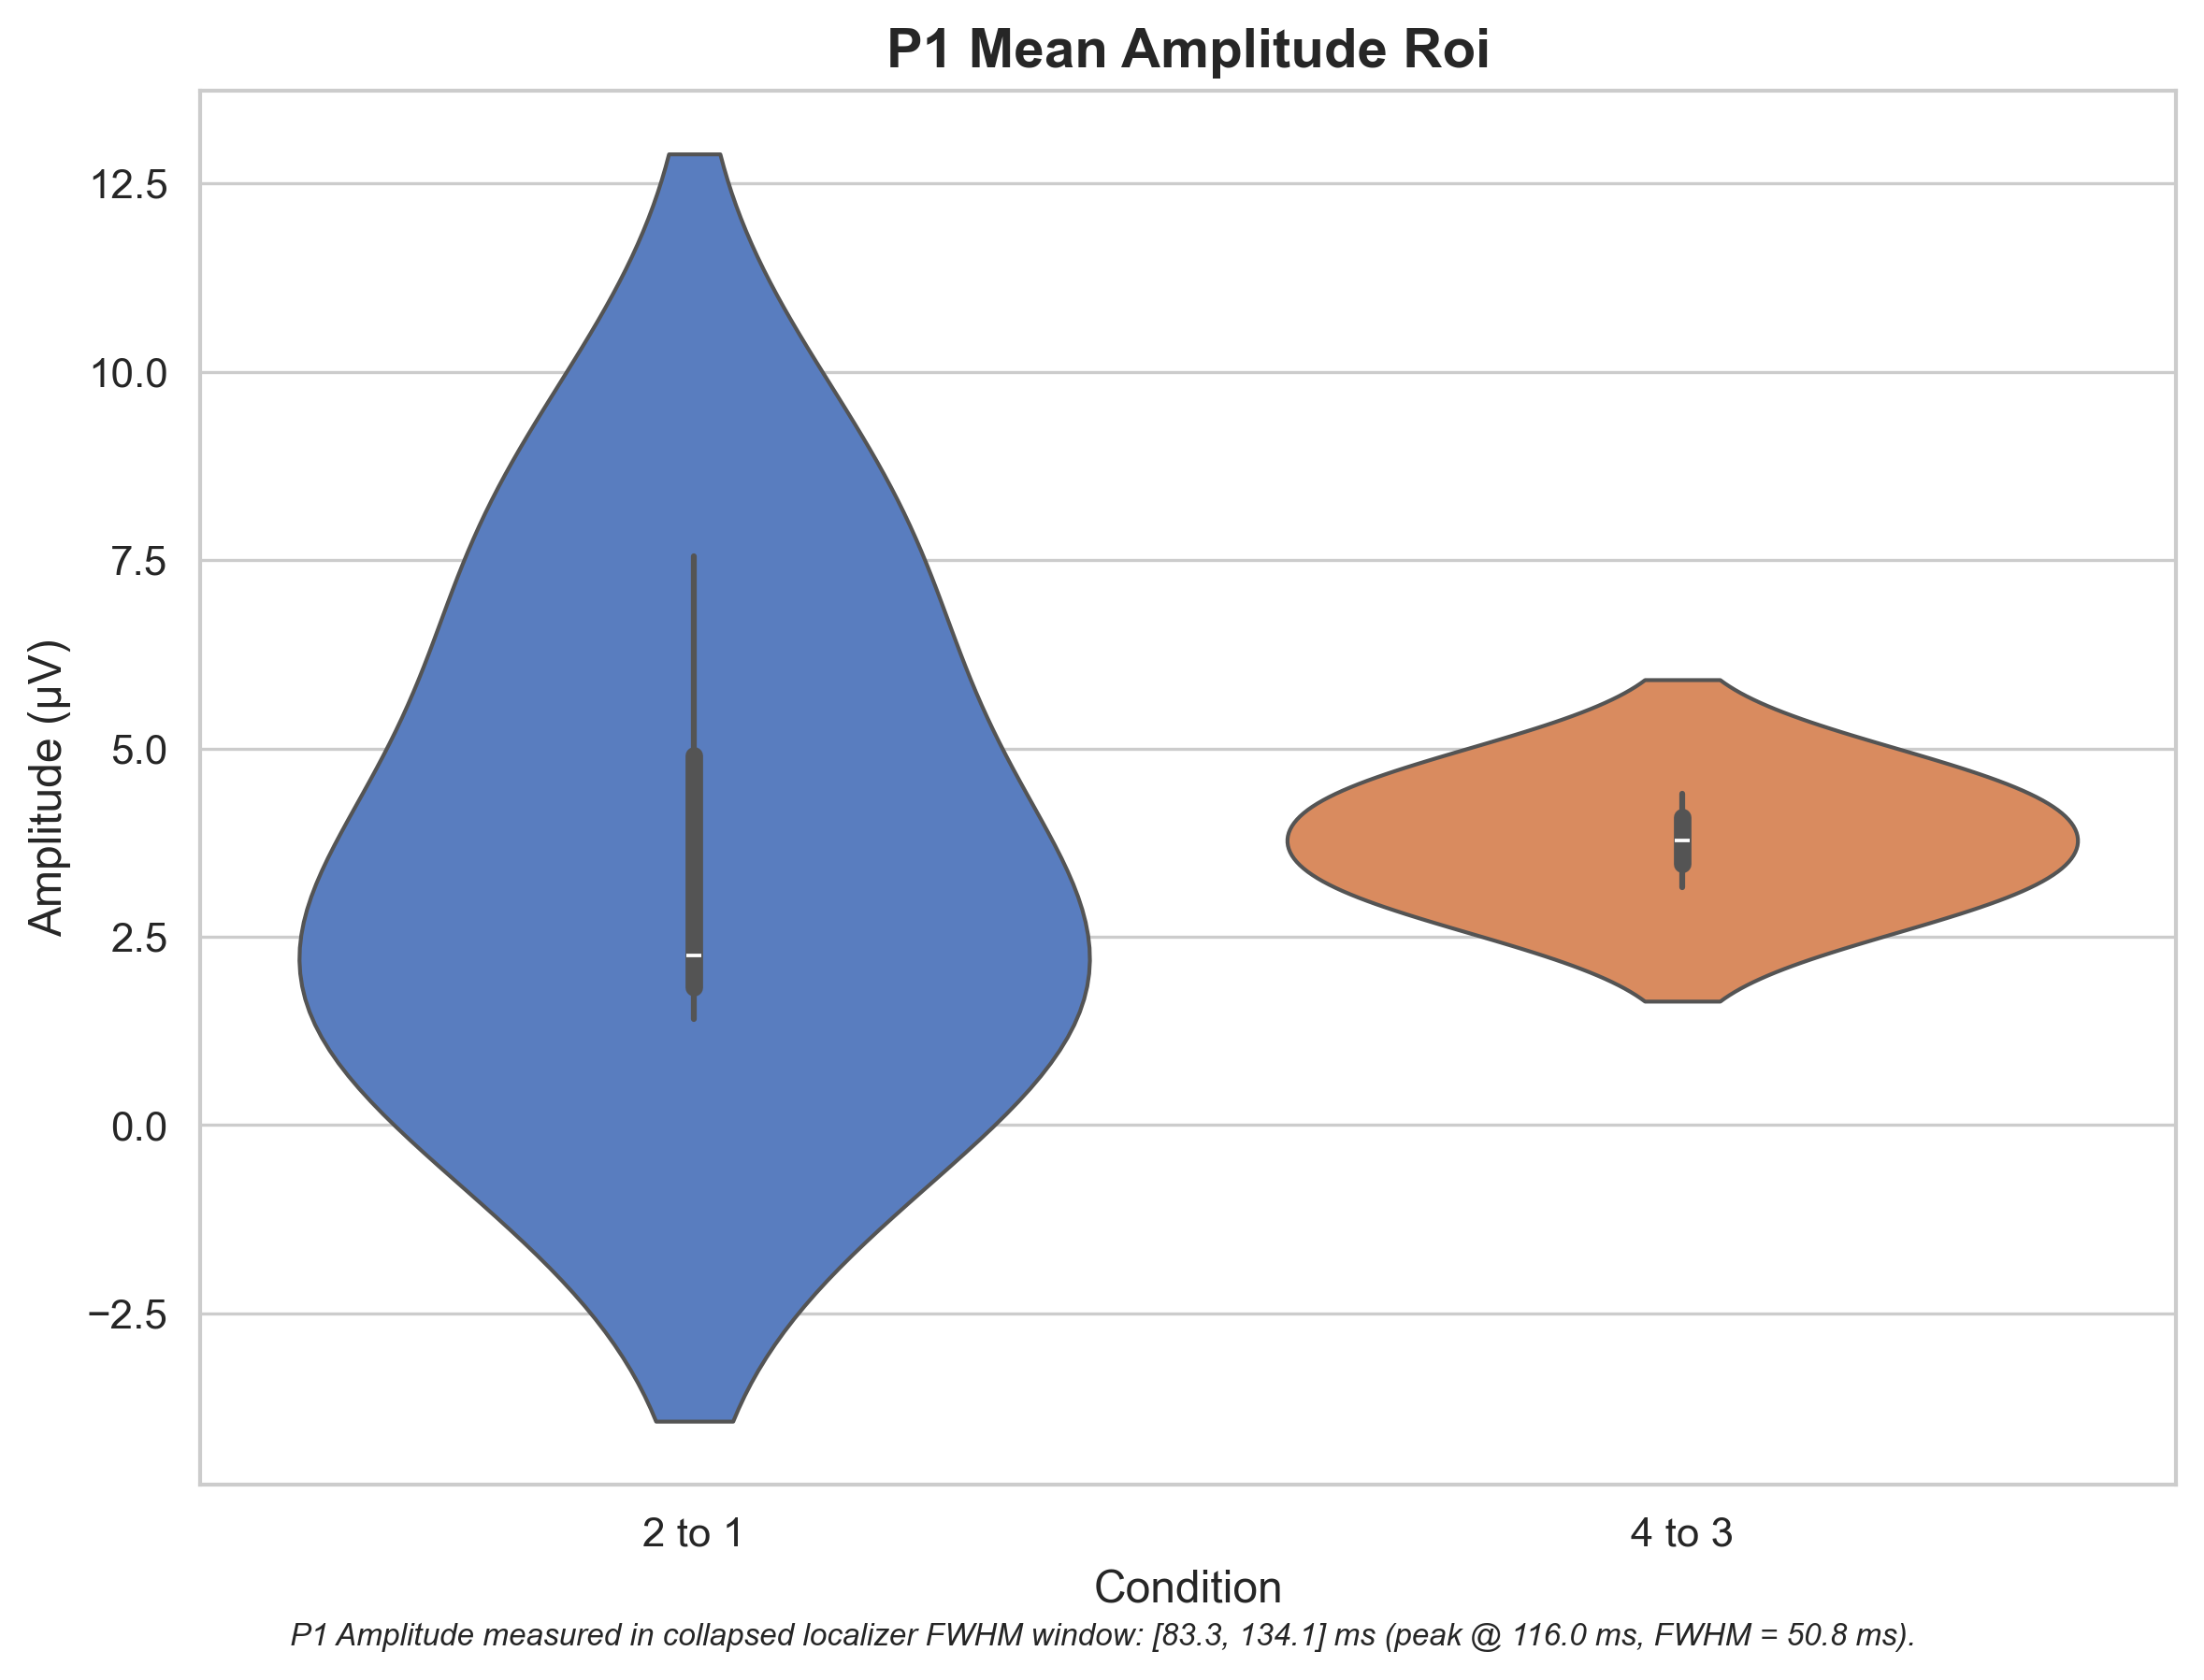 P1 Mean Amplitude Roi
12.5
10.0
7.5
5.0
2.5
0.0
−2.5
Amplitude (µV)
2 to 1
4 to 3
Condition
P1 Amplitude measured in collapsed localizer FWHM window: [83.3, 134.1] ms (peak @ 116.0 ms, FWHM = 50.8 ms).